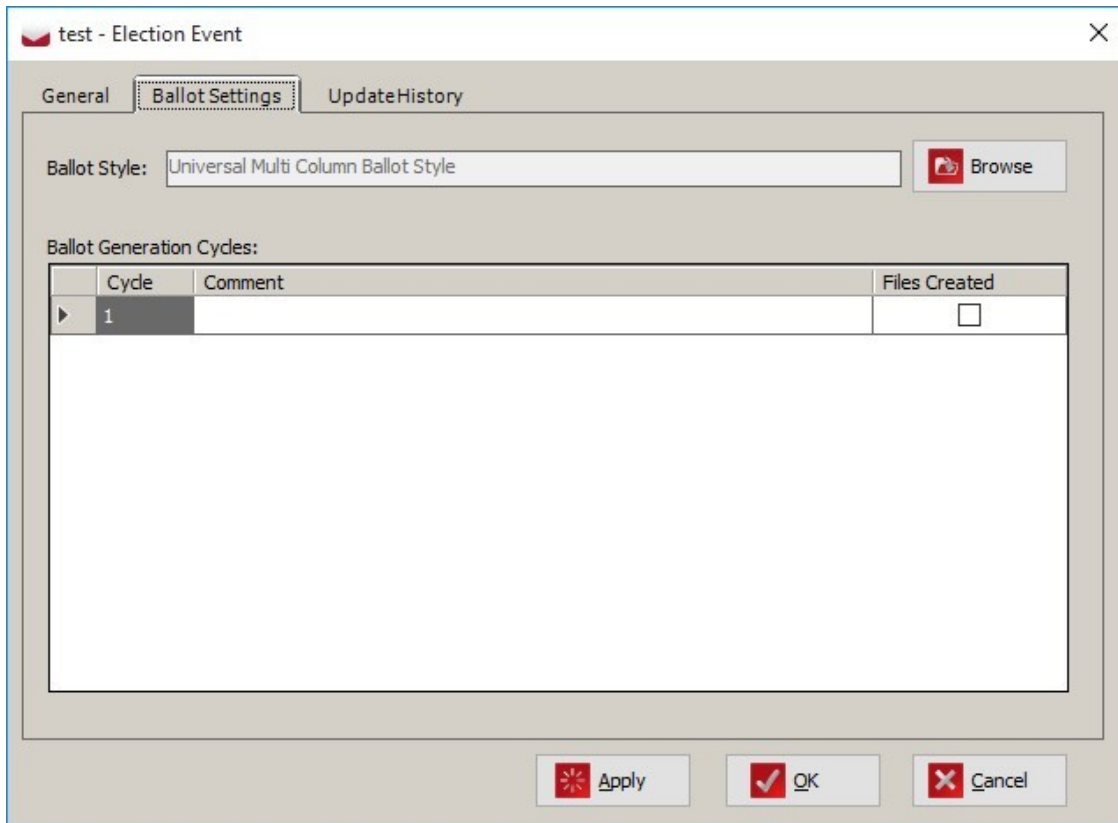 test - Election Event
General Ballot Settings UpdateHistory
Ballot Style: Universal Multi Column Ballot Style Browse
Ballot Generation Cycles:
Cycle Comment Files Created
1
Apply OK Cancel